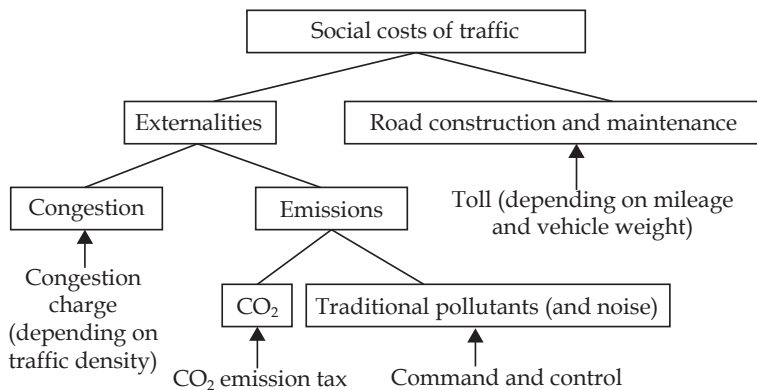 Social costs of traffic
Externalities
Road construction and maintenance
Congestion
Emissions
Toll (depending on mileage
and vehicle weight)
Congestion
charge
(depending on
traffic density)
CO₂
Traditional pollutants (and noise)
CO₂ emission tax
Command and control